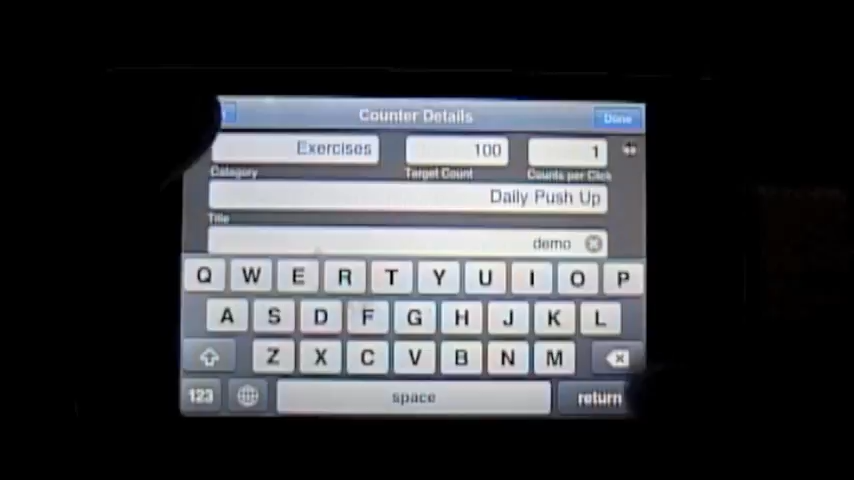 Counter Details Done
Exercises 100 1
Category Target Count Counts per Click
Daily Push Up
Title
demo
Q W E R T Y U I O P
A S D F G H J K L
Z X C V B N M
123 space return